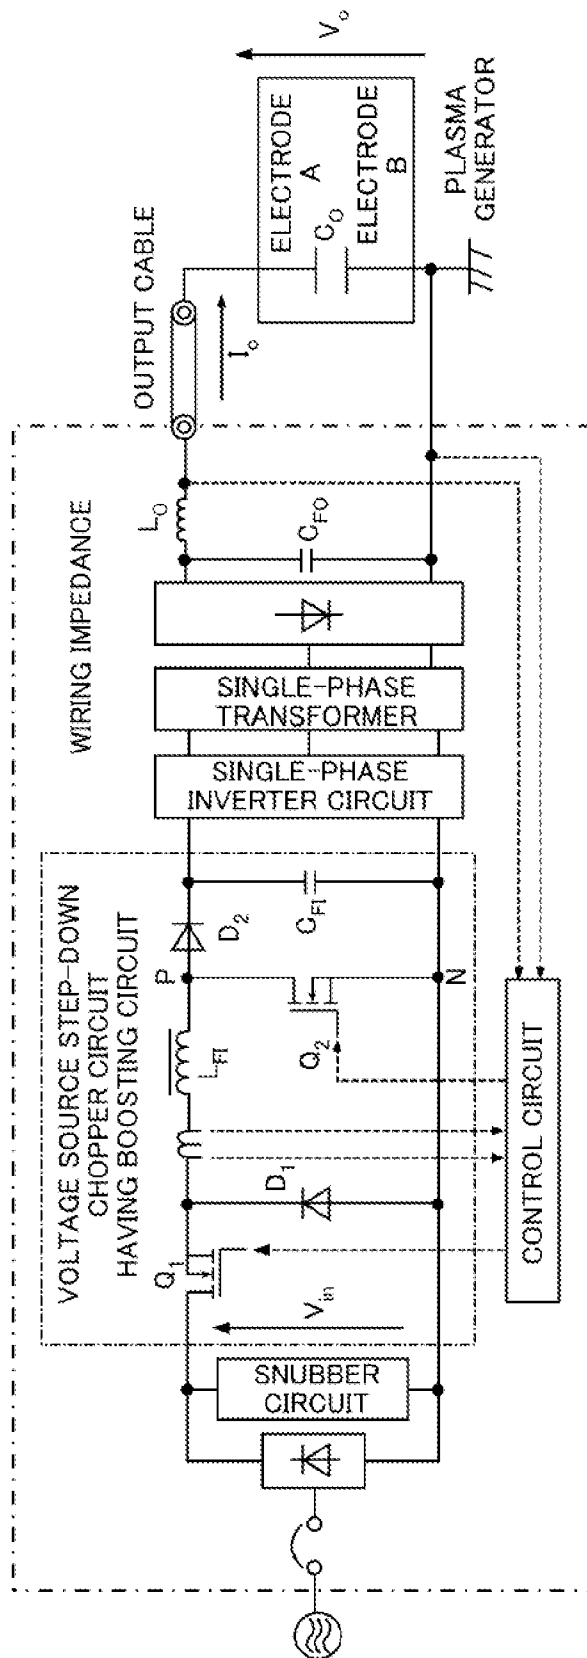 VOLTAGE SOURCE STEP-DOWN
CHOPPER CIRCUIT
HAVING BOOSTING CIRCUIT
WIRING IMPEDANCE
OUTPUT CABLE
SNUBBER
CIRCUIT
Vin
Q1
D1
LFI
P
Q2
N
D2
CFI
SINGLE-PHASE
INVERTER CIRCUIT
SINGLE-PHASE
TRANSFORMER
CFO
LO
Io
ELECTRODE
A
CO
ELECTRODE
B
Vo
PLASMA
GENERATOR
CONTROL CIRCUIT